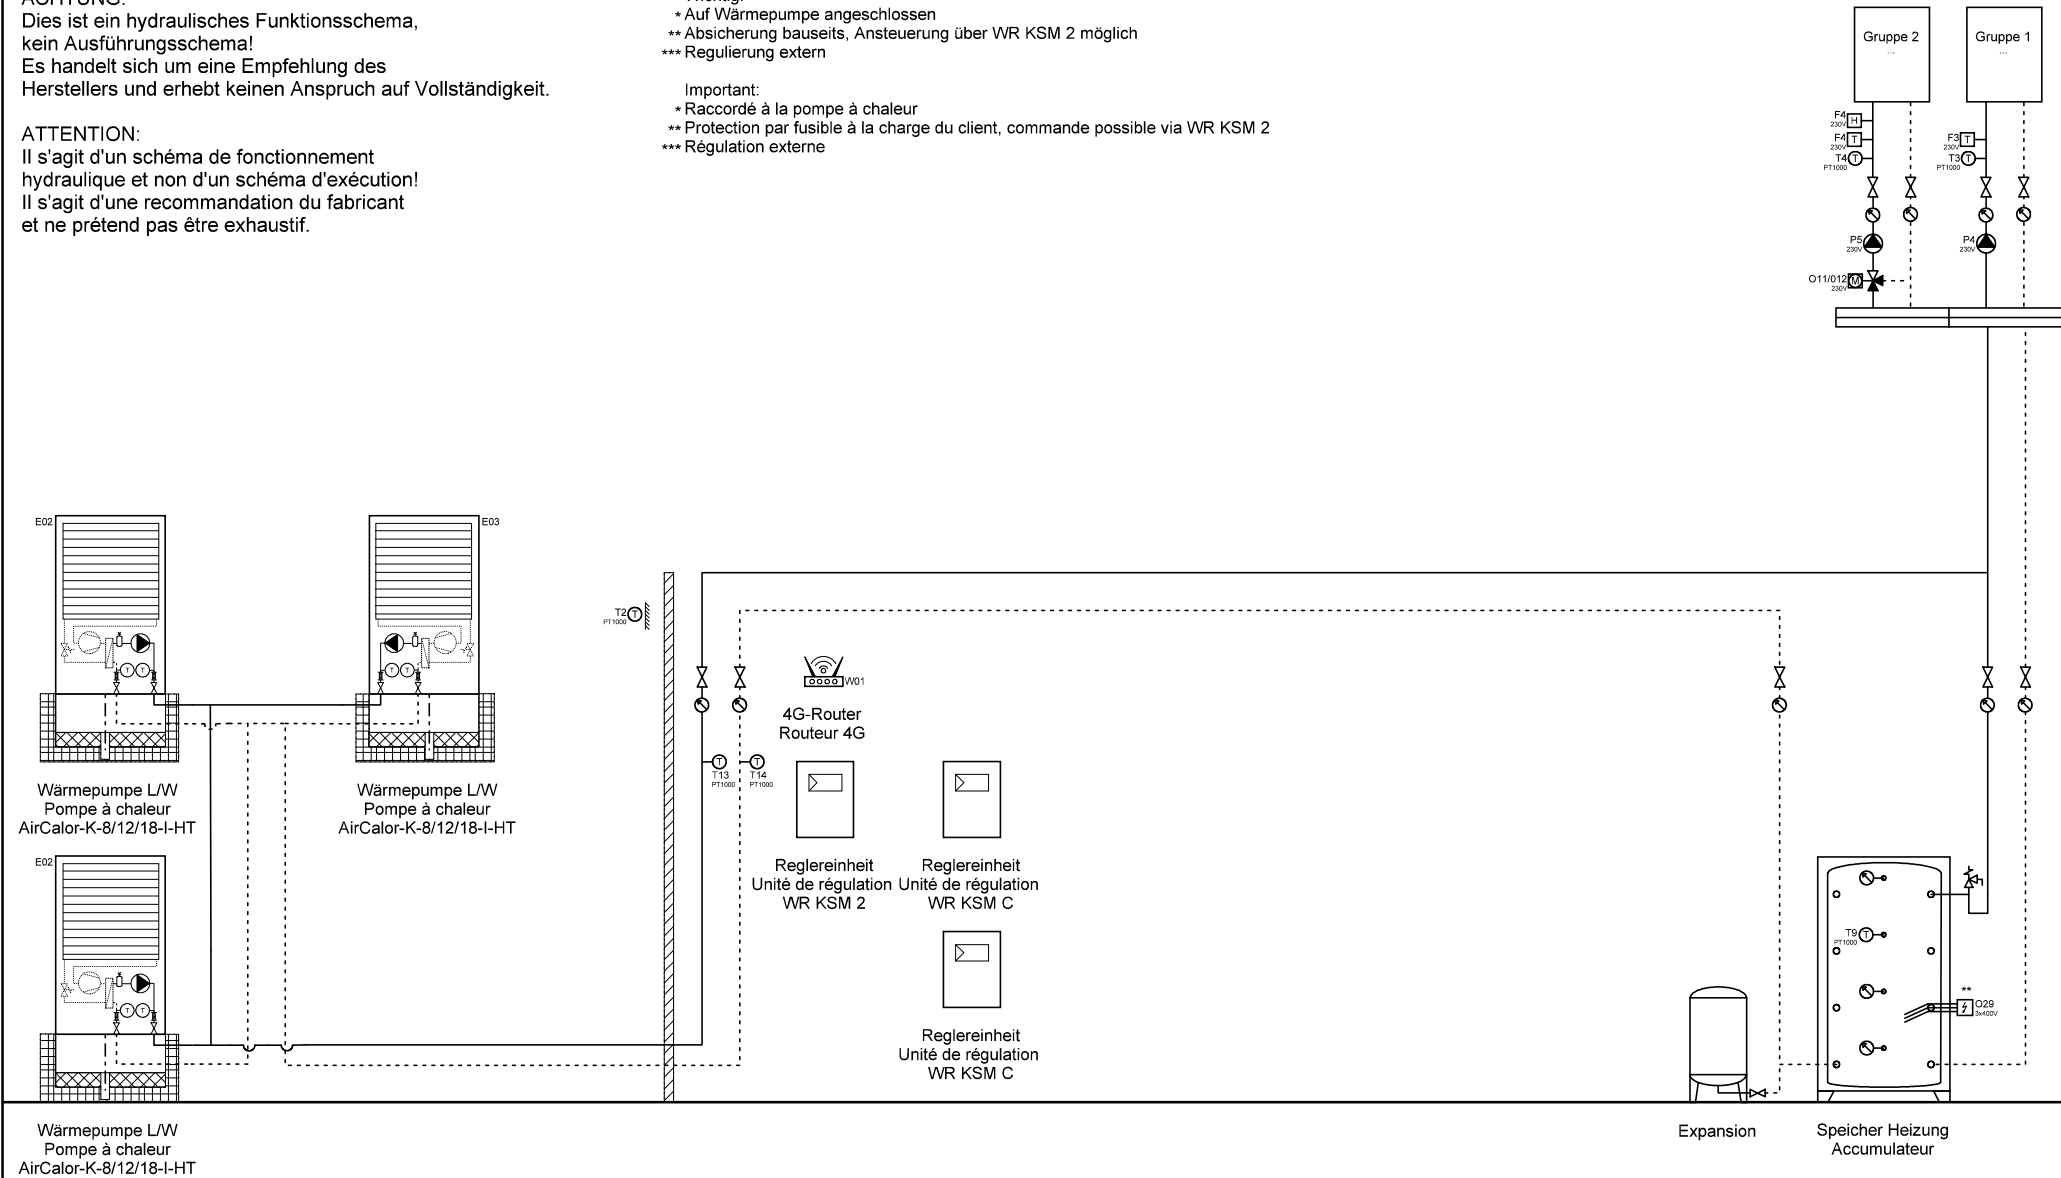 ACHTUNG:
Dies ist ein hydraulisches Funktionsschema,
kein Ausführungsschema!
Es handelt sich um eine Empfehlung des
Herstellers und erhebt keinen Anspruch auf Vollständigkeit.
ATTENTION:
Il s'agit d'un schéma de fonctionnement
hydraulique et non d'un schéma d'exécution!
Il s'agit d'une recommandation du fabricant
et ne prétend pas être exhaustif.
Wichtig:
* Auf Wärmepumpe angeschlossen
** Absicherung bauseits, Ansteuerung über WR KSM 2 möglich
*** Regulierung extern
Important:
* Raccordé à la pompe à chaleur
** Protection par fusible à la charge du client, commande possible via WR KSM 2
*** Régulation externe
Gruppe 2
...
Gruppe 1
...
F4
230V
H
F4
230V
T
T4
PT1000
T
F3
230V
T
T3
PT1000
T
P5
230V
P4
230V
O11/012
230V
M
E02
T T
Wärmepumpe L/W
Pompe à chaleur
AirCalor-K-8/12/18-I-HT
E03
T T
Wärmepumpe L/W
Pompe à chaleur
AirCalor-K-8/12/18-I-HT
E02
T T
Wärmepumpe L/W
Pompe à chaleur
AirCalor-K-8/12/18-I-HT
T2
PT1000
T
W01
4G-Router
Routeur 4G
T
T13
PT1000
T
T14
PT1000
Reglereinheit
Unité de régulation
WR KSM 2
Reglereinheit
Unité de régulation
WR KSM C
Reglereinheit
Unité de régulation
WR KSM C
T9
PT1000
T
**
O29
3x400V
Expansion
Speicher Heizung
Accumulateur